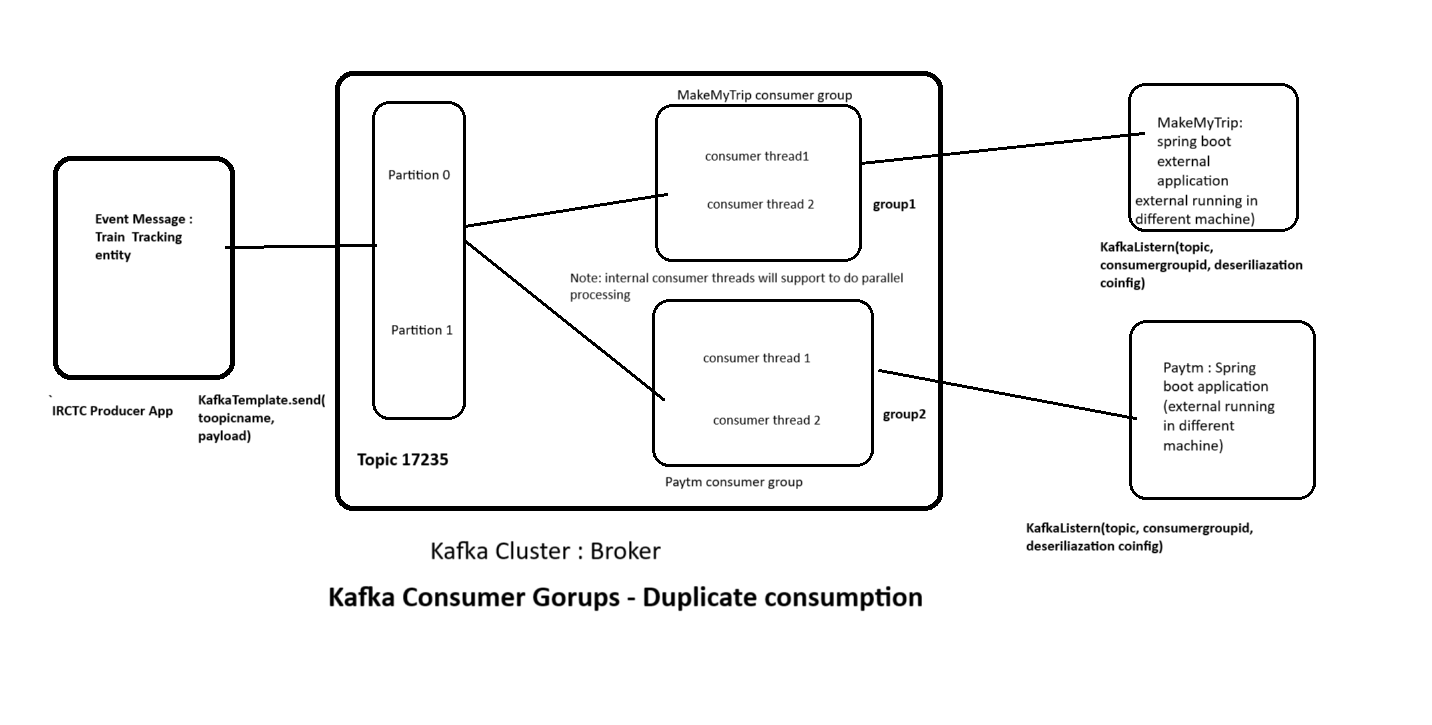 Event Message :
Train Tracking
entity
`
IRCTC Producer App
KafkaTemplate.send(
toopicname,
payload)
Partition 0
Partition 1
Topic 17235
MakeMyTrip consumer group
consumer thread1
consumer thread 2
group1
Note: internal consumer threads will support to do parallel
processing
consumer thread 1
consumer thread 2
group2
Paytm consumer group
MakeMyTrip:
spring boot
external
application
external running in
different machine)
KafkaListern(topic,
consumergroupid, deseriliazation
coinfig)
Paytm : Spring
boot application
(external running
in different
machine)
KafkaListern(topic, consumergroupid,
deseriliazation coinfig)
Kafka Cluster : Broker
Kafka Consumer Gorups - Duplicate consumption